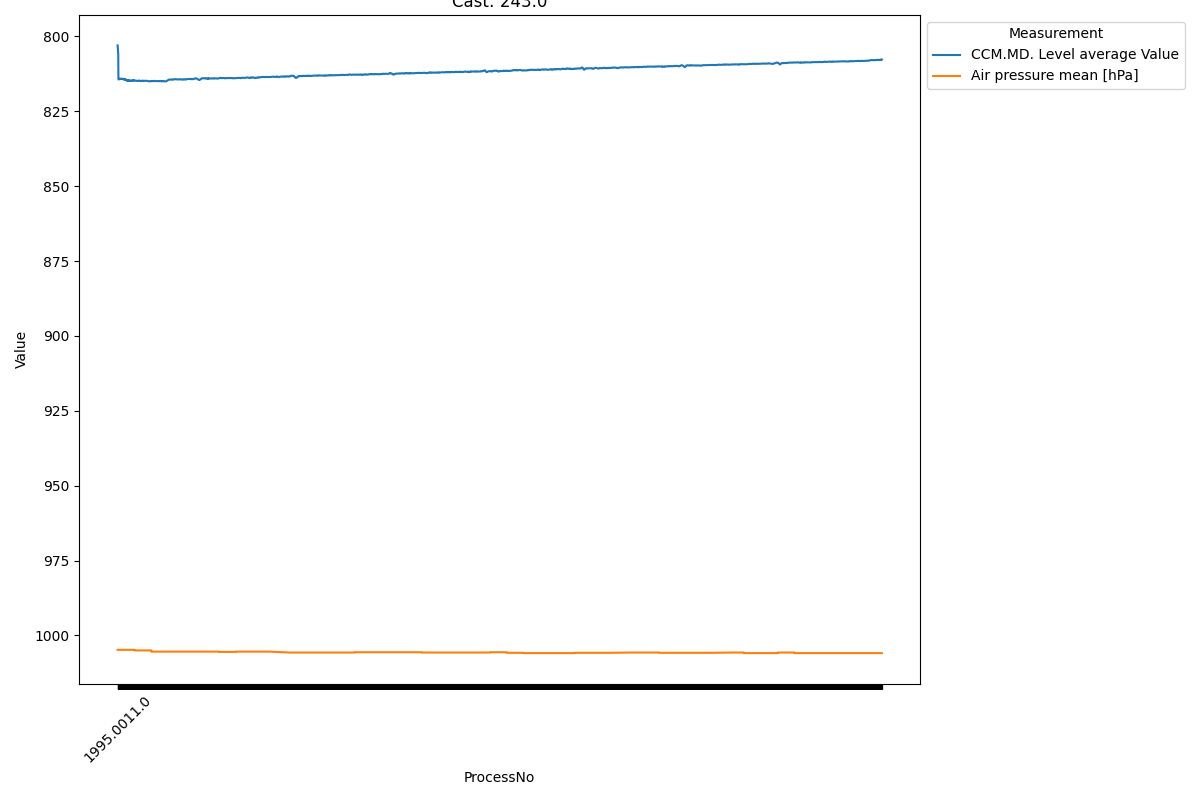 Cast: 243.0
Measurement
CCM.MD. Level average Value
Air pressure mean [hPa]
800
825
850
875
900
925
950
975
1000
Value
1995.0011.0
ProcessNo